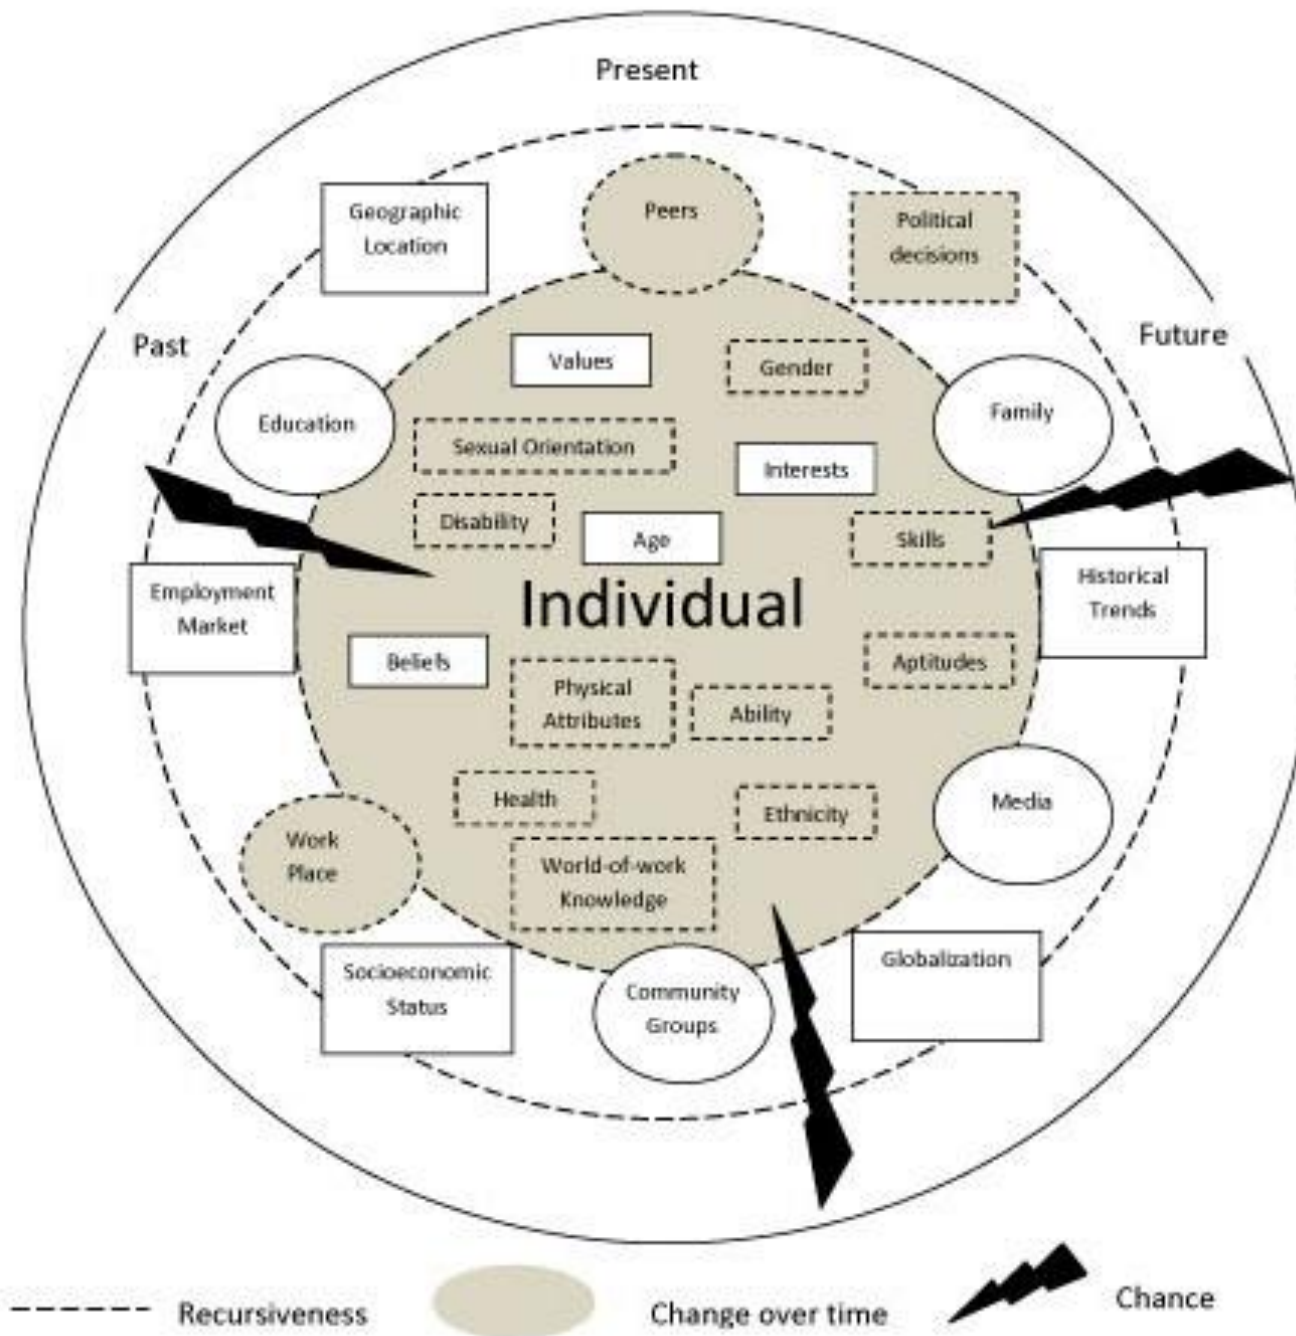 Present
Geographic
Location
Peers
Political
decisions
Past
Future
Values
Gender
Education
Family
Sexual Orientation
Interests
Disability
Age
Skills
Individual
Employment
Market
Historical
Trends
Beliefs
Aptitudes
Physical
Attributes
Ability
Health
Ethnicity
Media
Work
Place
World-of-work
Knowledge
Socioeconomic
Status
Community
Groups
Globalization
Recursiveness
Change over time
Chance